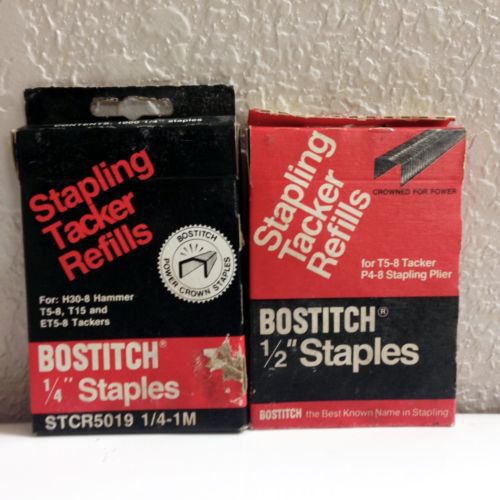 CONTENTS: 1000 1/4" staples
Stapling
Tacker
Refills
BOSTITCH
POWER CROWN STAPLES
For: H30-8 Hammer
T5-8, T15 and
ET5-8 Tackers
BOSTITCH®
1/4" Staples
STCR5019 1/4-1M
Stapling
Tacker
Refills
CROWNED FOR POWER
for T5-8 Tacker
P4-8 Stapling Plier
BOSTITCH®
1/2" Staples
BOSTITCH the Best Known Name in Stapling